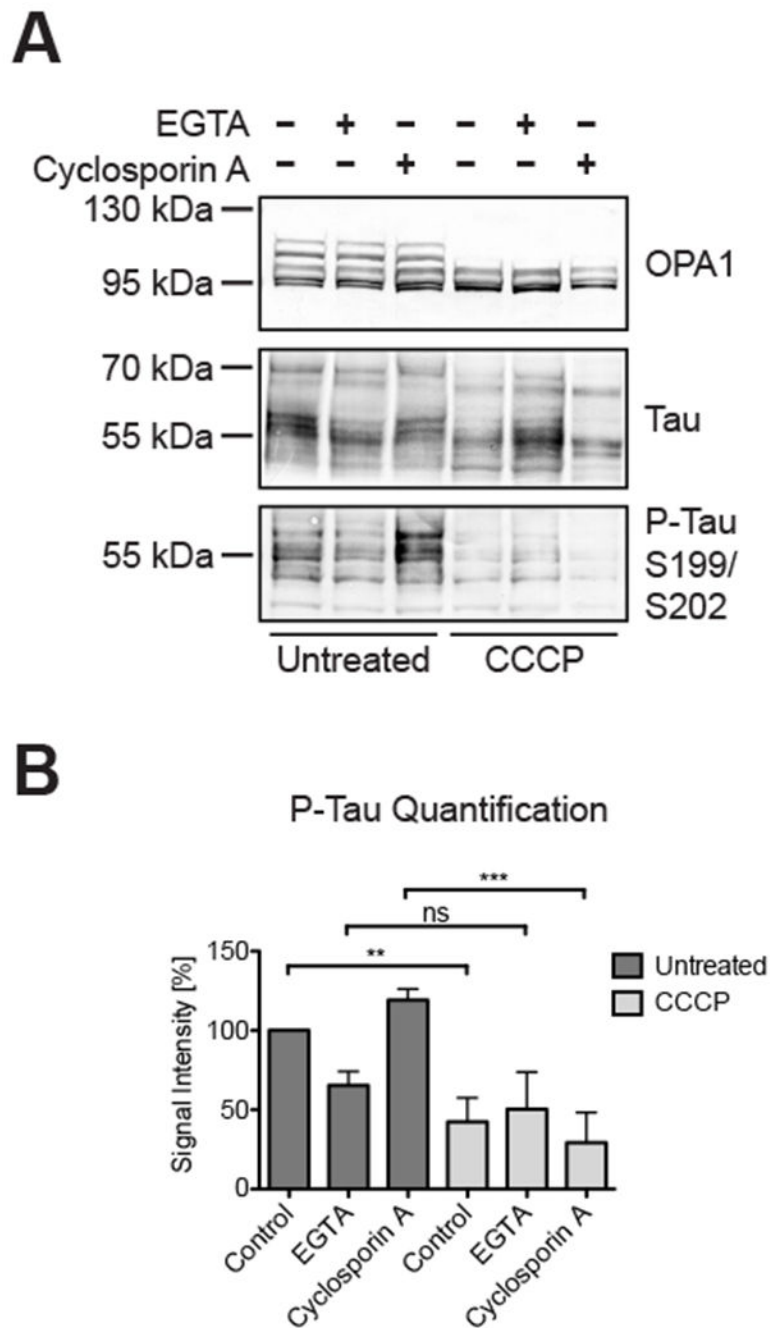 A
EGTA - + - - + -
Cyclosporin A - - + - - +
130 kDa
95 kDa
OPA1
70 kDa
55 kDa
Tau
55 kDa
P-Tau
S199/
S202
Untreated CCCP
B
P-Tau Quantification
***
ns
**
Signal Intensity [%]
150
100
50
0
Untreated
CCCP
Control
EGTA
Cyclosporin A
Control
EGTA
Cyclosporin A